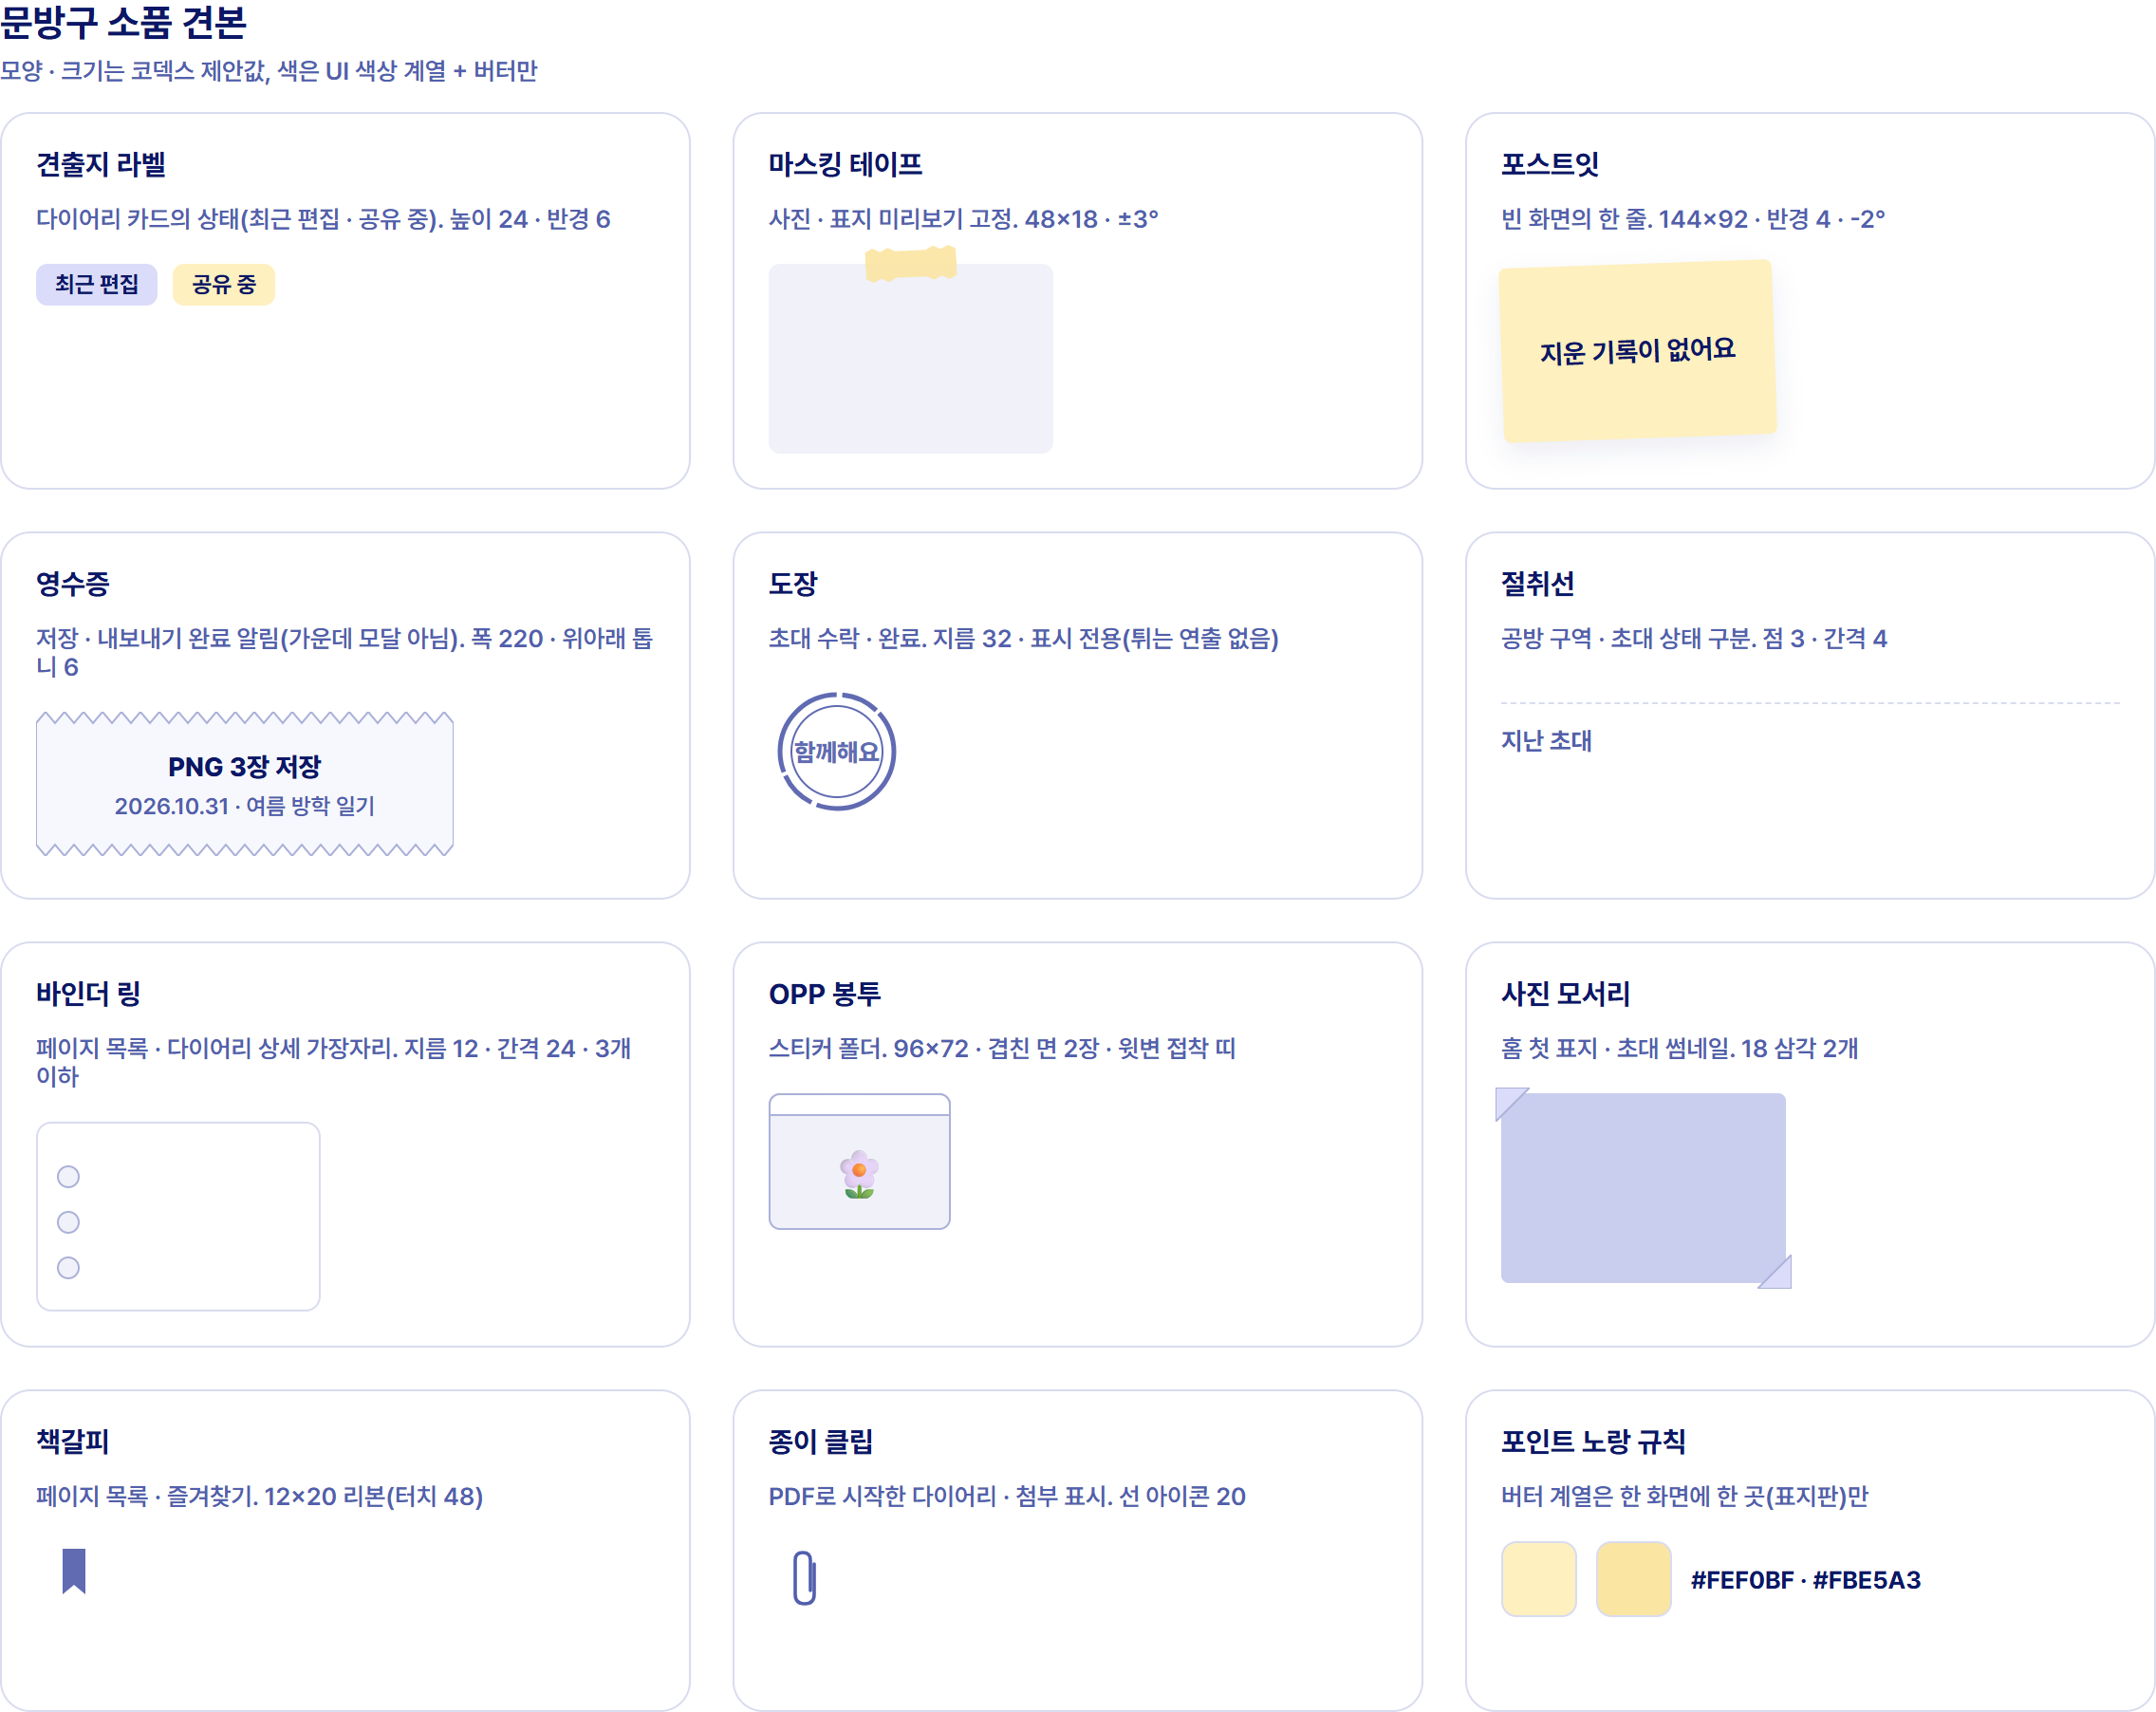 문방구 소품 견본
모양 · 크기는 코덱스 제안값, 색은 UI 색상 계열 + 버터만
견출지 라벨
다이어리 카드의 상태(최근 편집 · 공유 중). 높이 24 · 반경 6
최근 편집
공유 중
마스킹 테이프
사진 · 표지 미리보기 고정. 48×18 · ±3°
포스트잇
빈 화면의 한 줄. 144×92 · 반경 4 · -2°
지운 기록이 없어요
영수증
저장 · 내보내기 완료 알림(가운데 모달 아님). 폭 220 · 위아래 톱
니 6
PNG 3장 저장
2026.10.31 · 여름 방학 일기
도장
초대 수락 · 완료. 지름 32 · 표시 전용(튀는 연출 없음)
함께해요
절취선
공방 구역 · 초대 상태 구분. 점 3 · 간격 4
지난 초대
바인더 링
페이지 목록 · 다이어리 상세 가장자리. 지름 12 · 간격 24 · 3개
이하
OPP 봉투
스티커 폴더. 96×72 · 겹친 면 2장 · 윗변 접착 띠
사진 모서리
홈 첫 표지 · 초대 썸네일. 18 삼각 2개
책갈피
페이지 목록 · 즐겨찾기. 12×20 리본(터치 48)
종이 클립
PDF로 시작한 다이어리 · 첨부 표시. 선 아이콘 20
포인트 노랑 규칙
버터 계열은 한 화면에 한 곳(표지판)만
#FEF0BF · #FBE5A3